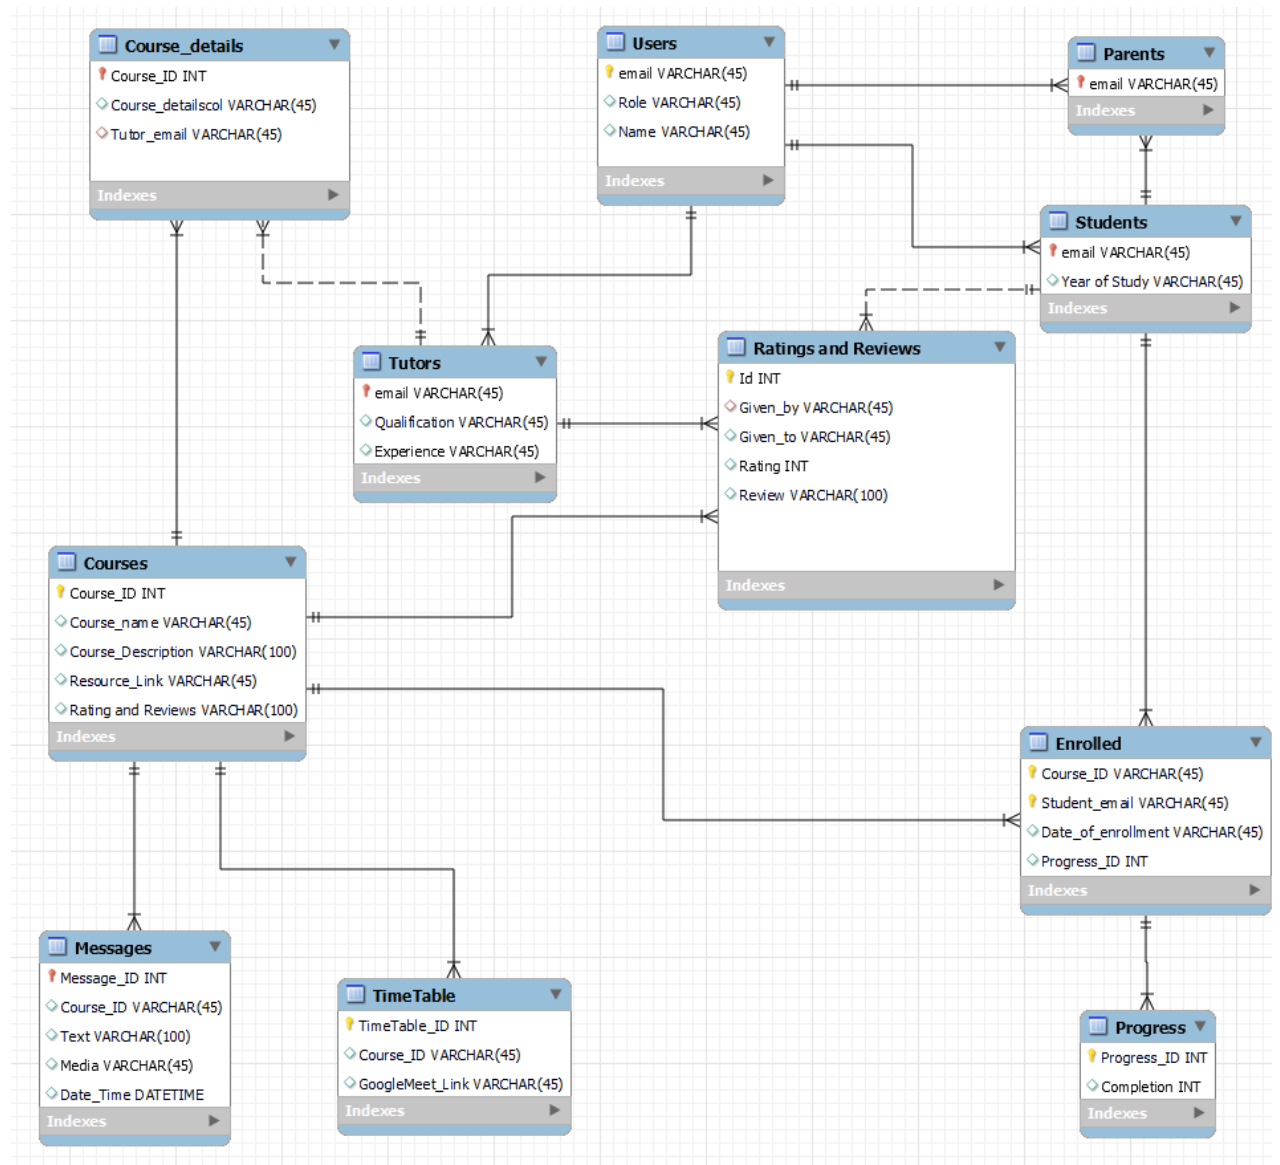 Course_details
Course_ID INT
Course_detailscol VARCHAR(45)
Tutor_email VARCHAR(45)
Indexes
Users
email VARCHAR(45)
Role VARCHAR(45)
Name VARCHAR(45)
Indexes
Parents
email VARCHAR(45)
Indexes
Students
email VARCHAR(45)
Year of Study VARCHAR(45)
Indexes
Tutors
email VARCHAR(45)
Qualification VARCHAR(45)
Experience VARCHAR(45)
Indexes
Ratings and Reviews
Id INT
Given_by VARCHAR(45)
Given_to VARCHAR(45)
Rating INT
Review VARCHAR(100)
Indexes
Courses
Course_ID INT
Course_name VARCHAR(45)
Course_Description VARCHAR(100)
Resource_Link VARCHAR(45)
Rating and Reviews VARCHAR(100)
Indexes
Enrolled
Course_ID VARCHAR(45)
Student_email VARCHAR(45)
Date_of_enrollment VARCHAR(45)
Progress_ID INT
Indexes
Messages
Message_ID INT
Course_ID VARCHAR(45)
Text VARCHAR(100)
Media VARCHAR(45)
Date_Time DATETIME
Indexes
TimeTable
TimeTable_ID INT
Course_ID VARCHAR(45)
GoogleMeet_Link VARCHAR(45)
Indexes
Progress
Progress_ID INT
Completion INT
Indexes